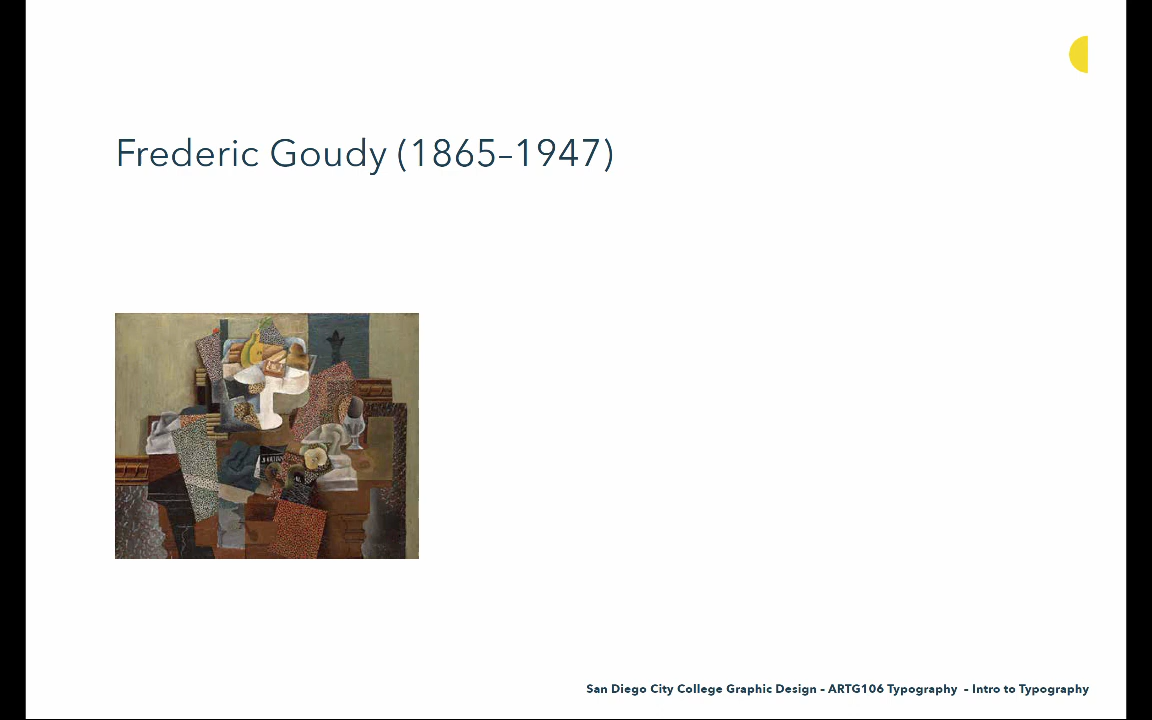 Frederic Goudy (1865–1947)
San Diego City College Graphic Design – ARTG106 Typography – Intro to Typography